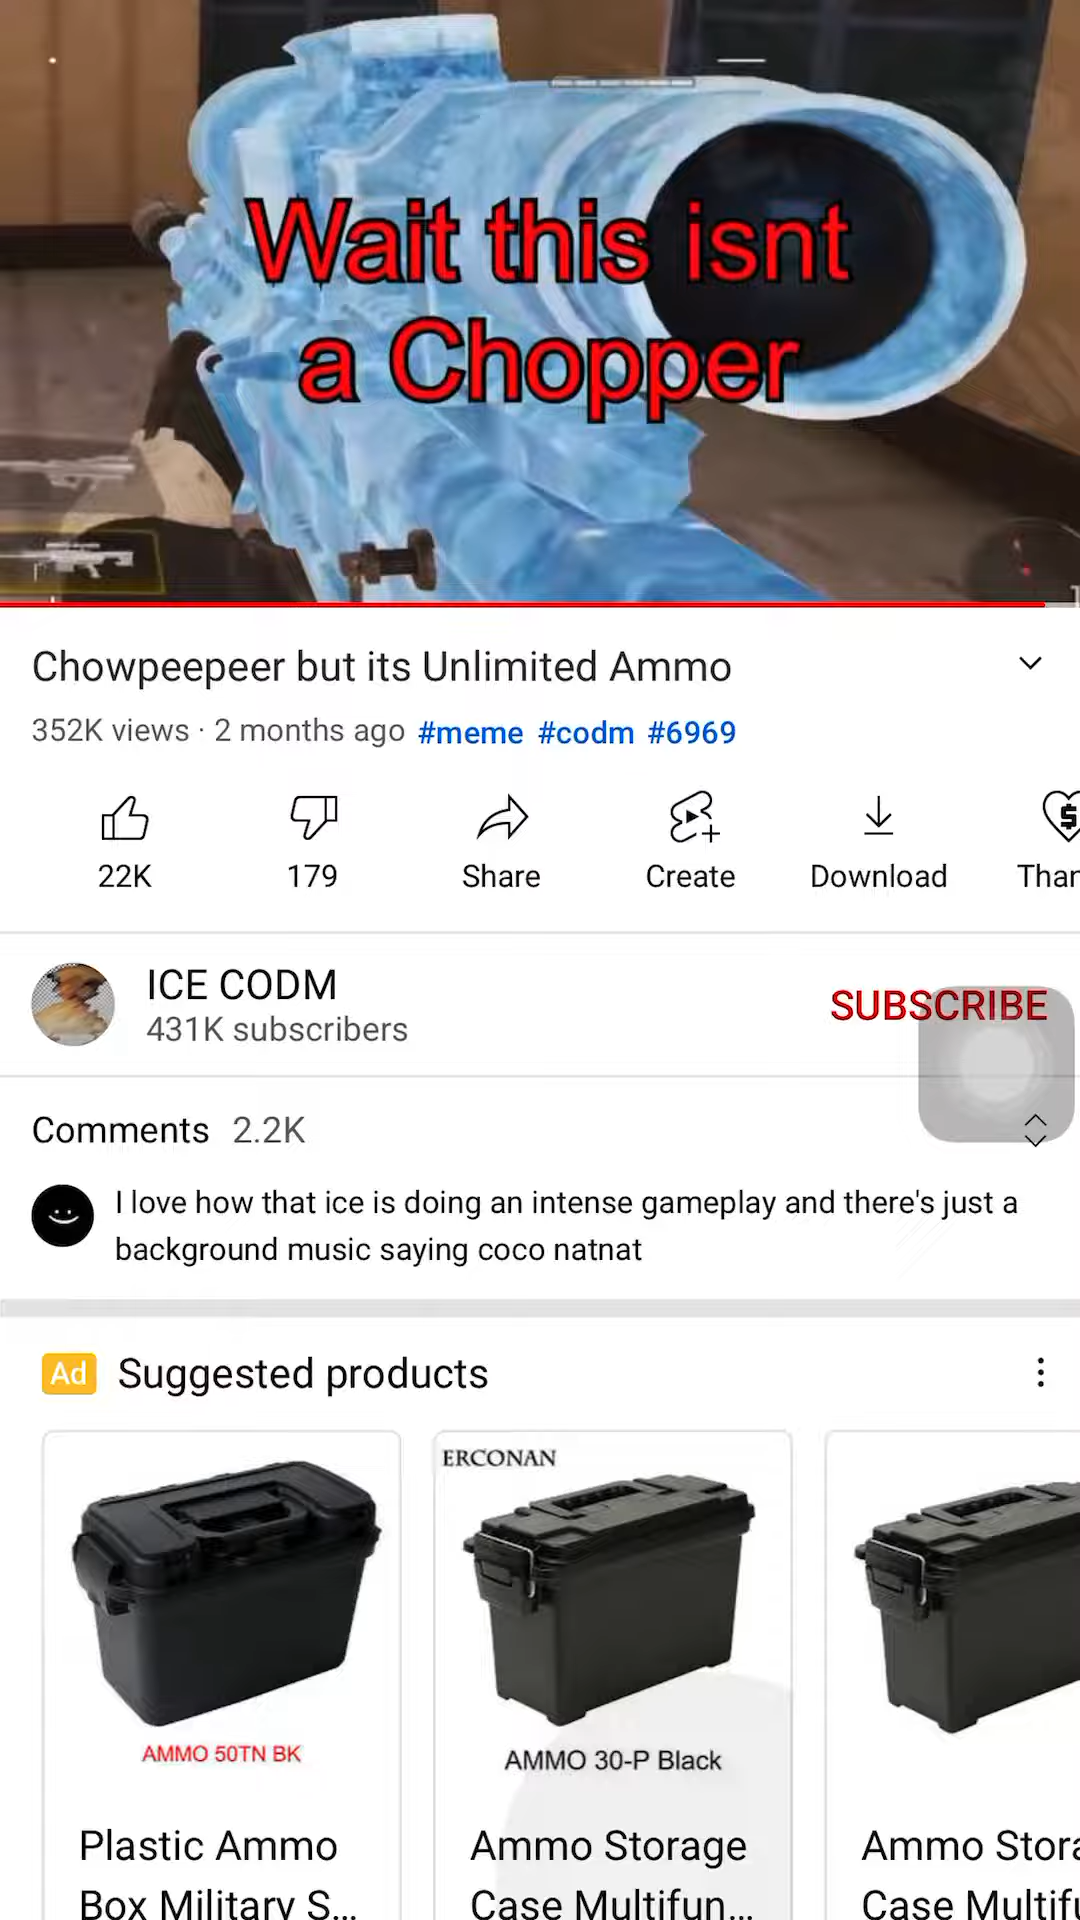 Wait this isnt
a Chopper
Chowpeepeer but its Unlimited Ammo
352K views · 2 months ago #meme #codm #6969
22K
179
Share
Create
Download
Than
ICE CODM
431K subscribers
SUBSCRIBE
Comments 2.2K
I love how that ice is doing an intense gameplay and there's just a
background music saying coco natnat
Ad Suggested products
ERCONAN
AMMO 50TN BK
AMMO 30-P Black
Plastic Ammo
Box Military S...
Ammo Storage
Case Multifun...
Ammo Stora
Case Multifu